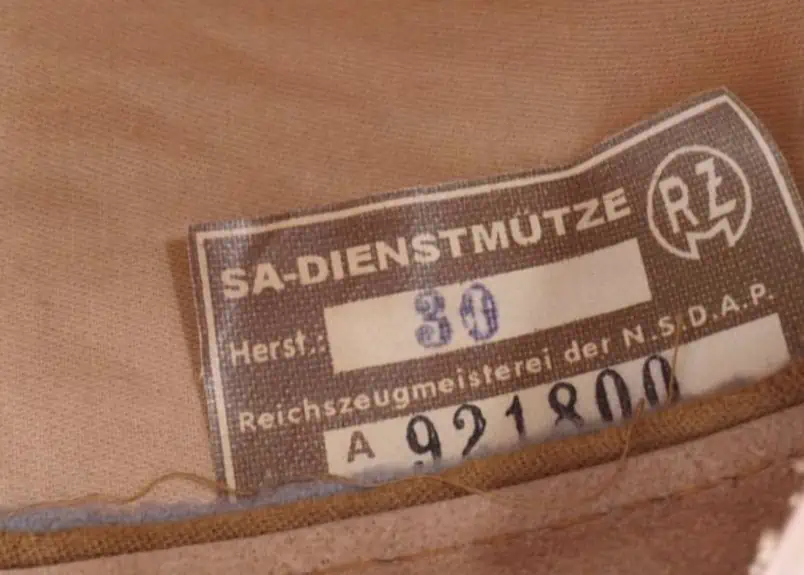 SA-DIENSTMÜTZE
RZ
Herst.: 30
Reichszeugmeisterei der N.S.D.A.P.
A 921800